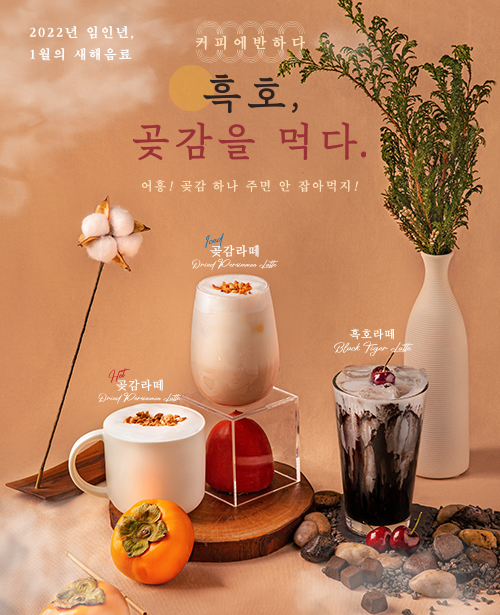 2022년 임인년,
1월의 새해음료
커피에반하다
흑호,
곶감을 먹다.
어흥! 곶감 하나 주면 안 잡아먹지!
Iced
곶감라떼
Dried Persimmon Latte
흑호라떼
Black Tiger Latte
Hot
곶감라떼
Dried Persimmon Latte